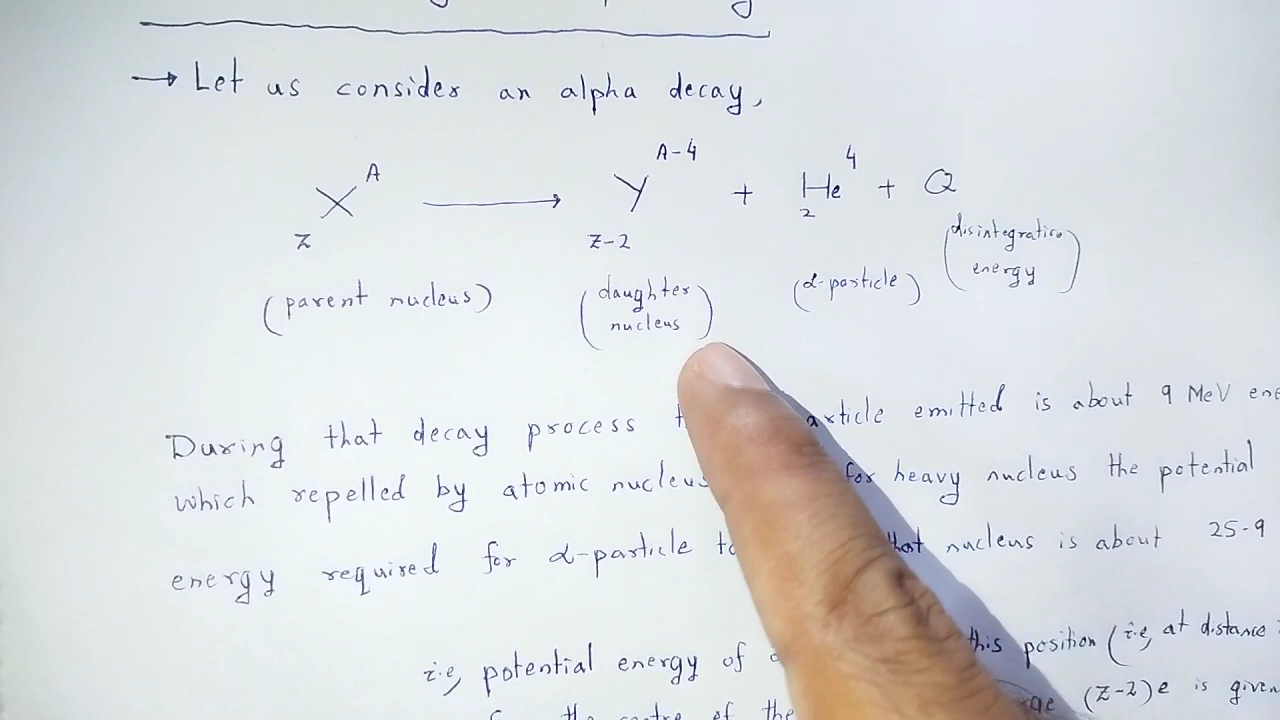 → Let us consider an alpha decay,
X A Z → Y A-4 Z-2 + He 4 2 + Q
(parent nucleus) (daughter nucleus) (α-particle) (disintegration energy)
During that decay process particle emitted is about 9 MeV
which repelled by atomic nucleus for heavy nucleus the potential
energy required for α-particle that nucleus is about 25-9
i.e, potential energy of this position (i.e, at distance
the centre of the (Z-2)e is given